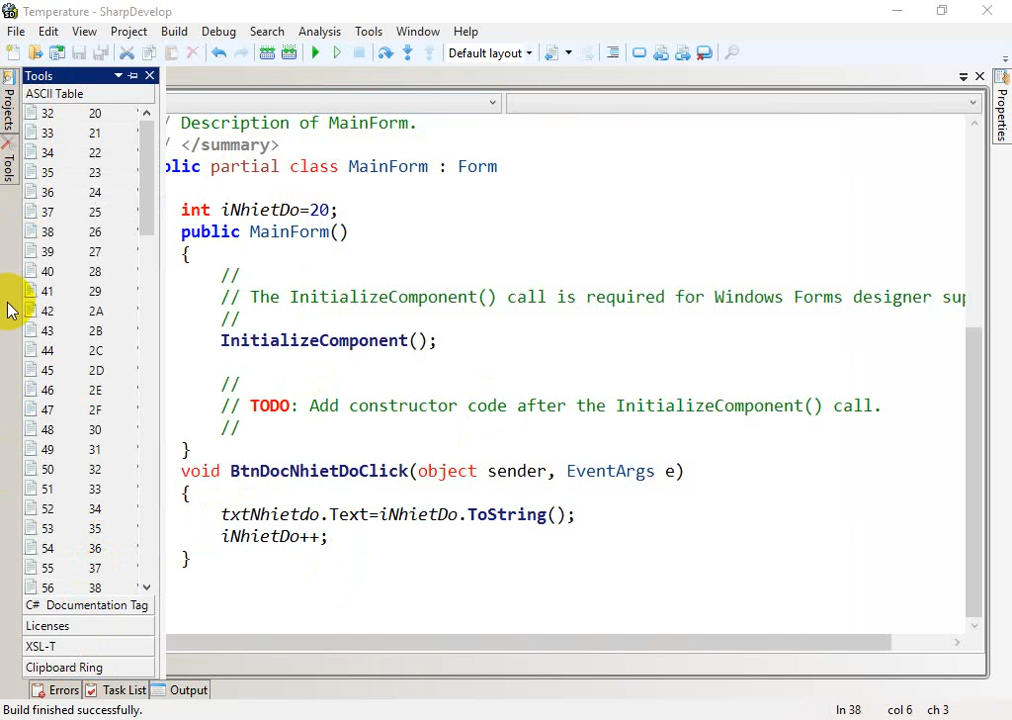 Temperature - SharpDevelop
File Edit View Project Build Debug Search Analysis Tools Window Help
Default layout
Tools
ASCII Table
Projects
Tools
Properties
32 20 '
33 21 '
34 22 '
35 23 '
36 24 '
37 25 '
38 26 '
39 27 '
40 28 '
41 29 '
42 2A '
43 2B '
44 2C '
45 2D '
46 2E '
47 2F '
48 30 '
49 31 '
50 32 '
51 33 '
52 34 '
53 35 '
54 36 '
55 37 '
56 38 '
C# Documentation Tag
Licenses
XSL-T
Clipboard Ring
/ Description of MainForm.
/ </summary>
blic partial class MainForm : Form
int iNhietDo=20;
public MainForm()
{
//
// The InitializeComponent() call is required for Windows Forms designer sup
//
InitializeComponent();
//
// TODO: Add constructor code after the InitializeComponent() call.
//
}
void BtnDocNhietDoClick(object sender, EventArgs e)
{
txtNhietdo.Text=iNhietDo.ToString();
iNhietDo++;
}
Errors Task List Output
Build finished successfully. ln 38 col 6 ch 3